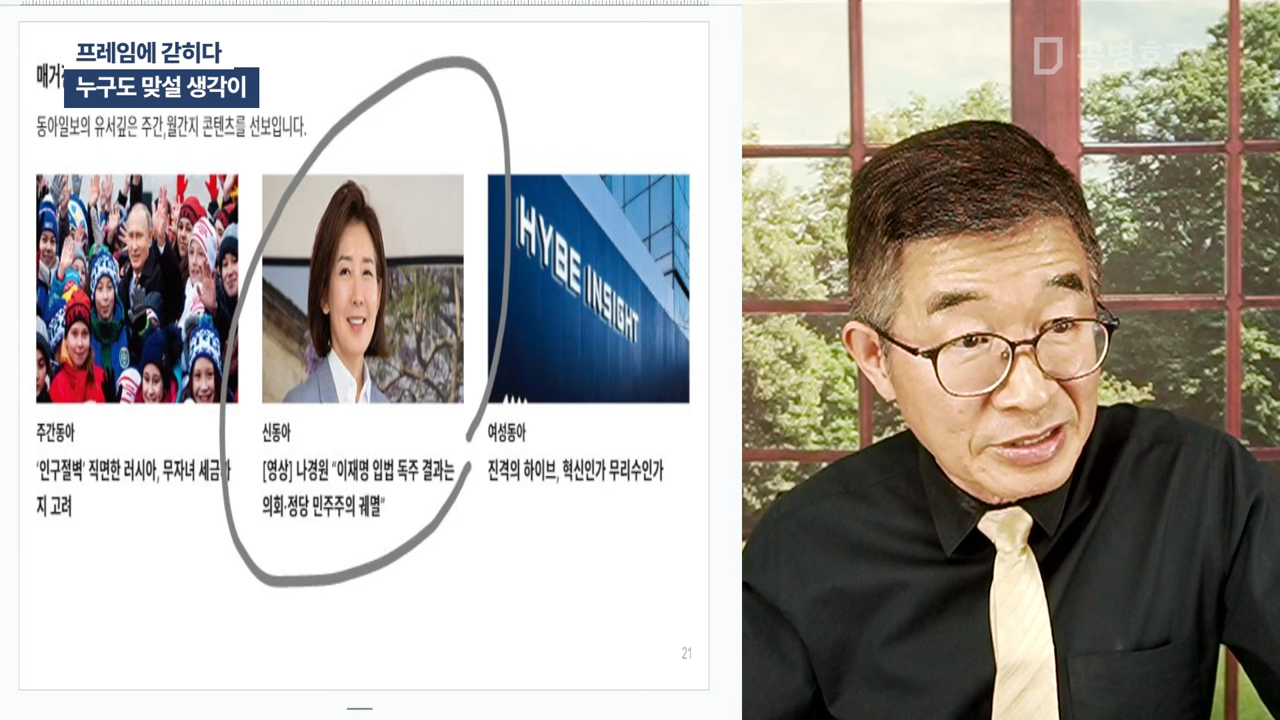 프레임에 갇히다
누구도 맞설 생각이
동아일보의 유서깊은 주간,월간지 콘텐츠를 선보입니다.
HYBE INSIGHT
주간동아
'인구절벽' 직면한 러시아, 무자녀 세금
지 고려
신동아
[영상] 나경원 “이재명 입법 독주 결과는
의회·정당 민주주의 궤멸”
여성동아
진격의 하이브, 혁신인가 무리수인가
21
공병호